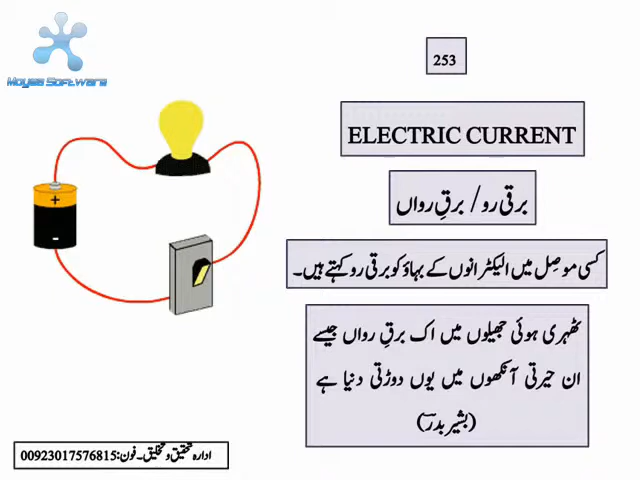 Moyas Software
253
ELECTRIC CURRENT
برقی رو / برقِ رواں
کسی موصِل میں الیکٹرانوں کے بہاؤ کو برقی رو کہتے ہیں۔
ٹھہری ہوئی جھیلوں میں اک برقِ رواں جیسے
ان حیرتی آنکھوں میں یوں دوڑتی دنیا ہے
(بشیر بدرؔ)
+
-
ادارہ تحقیق و تخلیق۔ فون:00923017576815